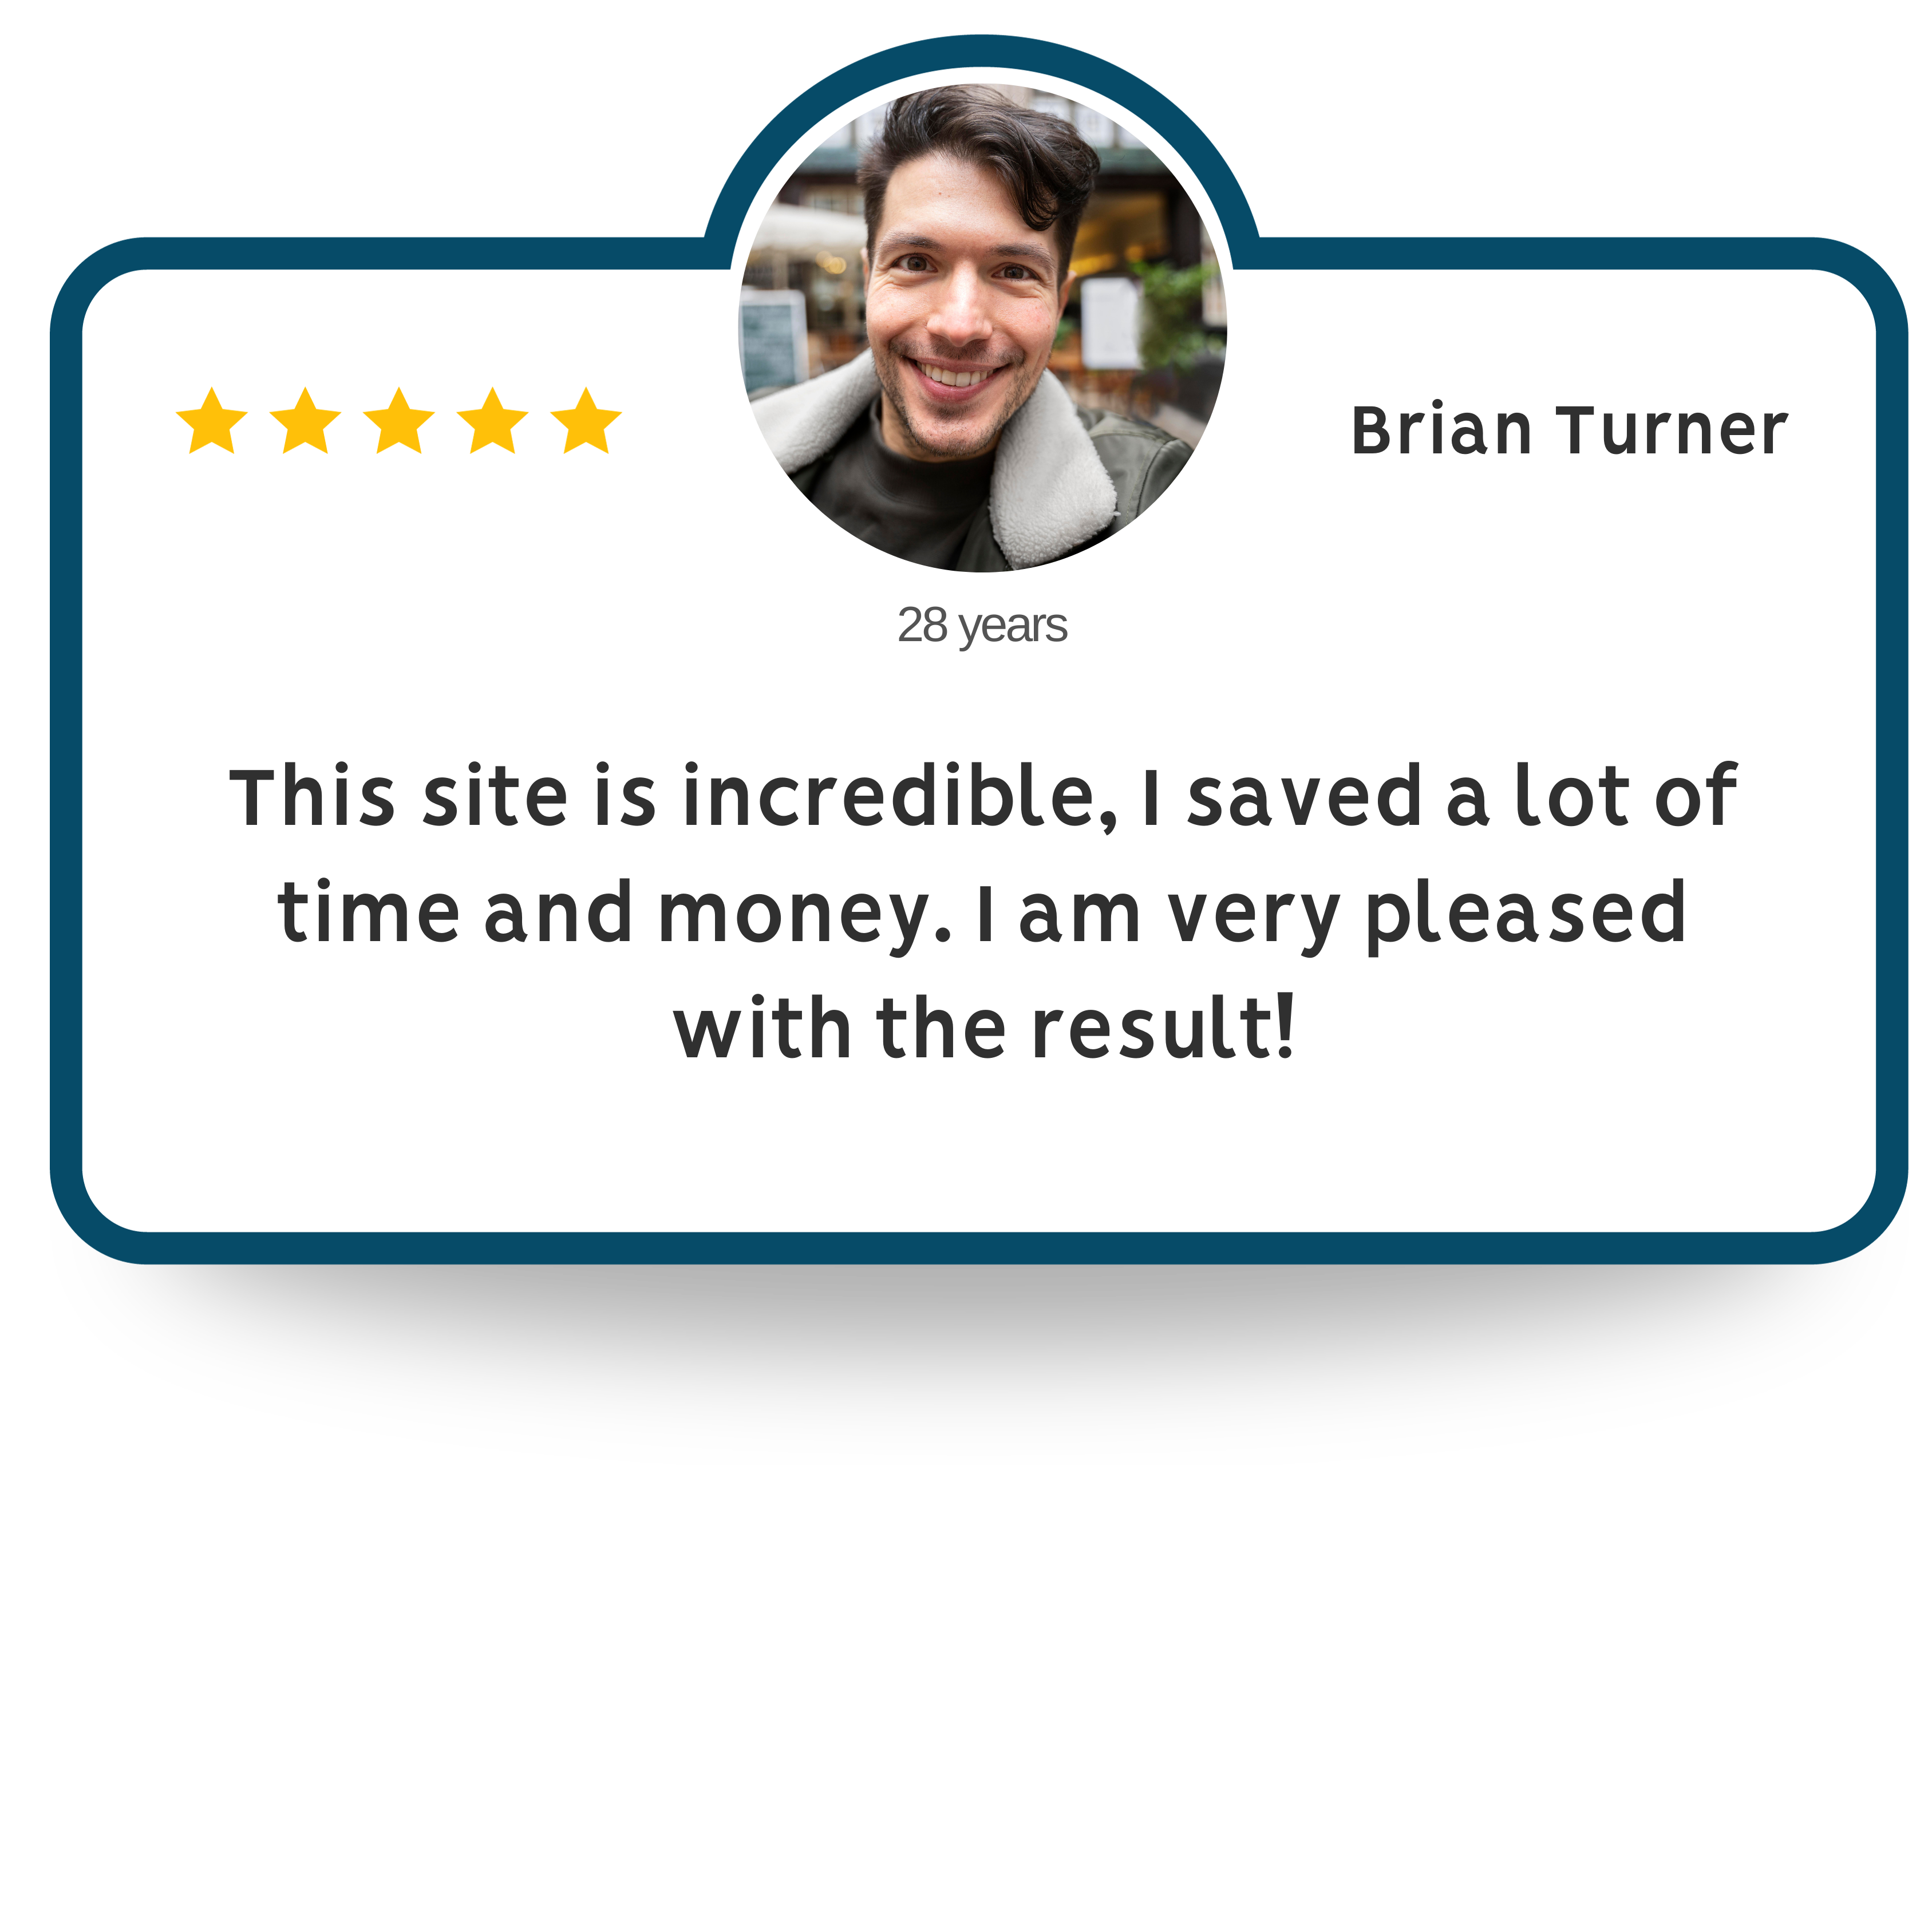 Brian Turner
28 years
This site is incredible, I saved a lot of
time and money. I am very pleased
with the result!